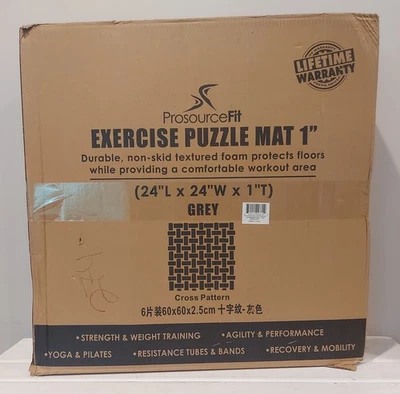 LIFETIME
WARRANTY
ProsourceFit
EXERCISE PUZZLE MAT 1"
Durable, non-skid textured foam protects floors
while providing a comfortable workout area
(24"L x 24"W x 1"T)
GREY
Cross Pattern
6片装60x60x2.5cm 十字纹-灰色
•STRENGTH & WEIGHT TRAINING •AGILITY & PERFORMANCE
•YOGA & PILATES •RESISTANCE TUBES & BANDS •RECOVERY & MOBILITY